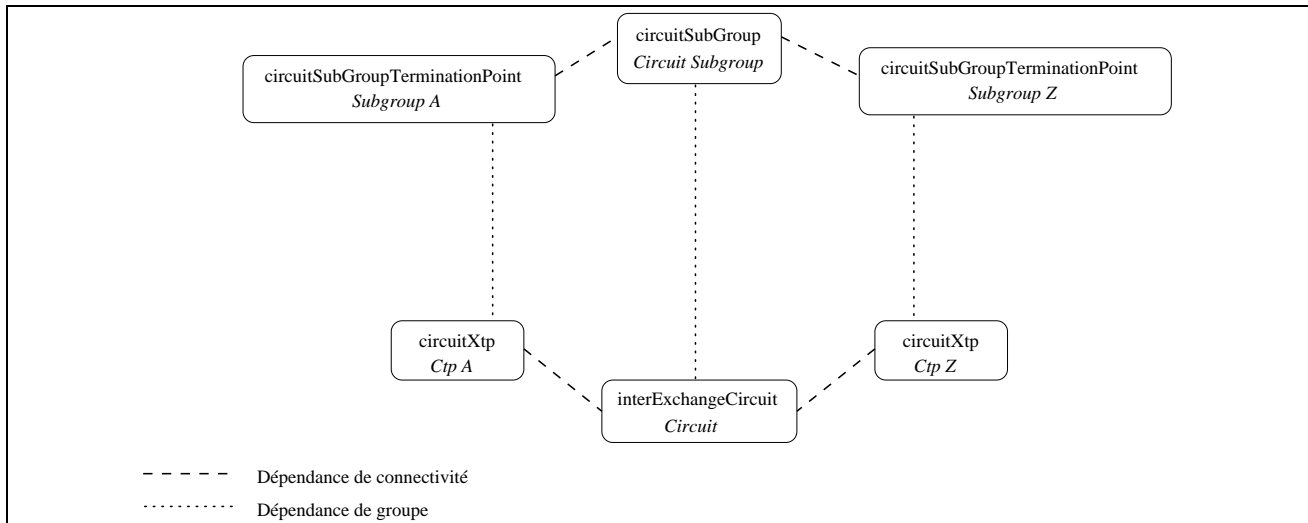 circuitSubGroup
Circuit Subgroup
circuitSubGroupTerminationPoint
Subgroup A
circuitSubGroupTerminationPoint
Subgroup Z
circuitXtp
Ctp A
circuitXtp
Ctp Z
interExchangeCircuit
Circuit
Dépendance de connectivité
Dépendance de groupe